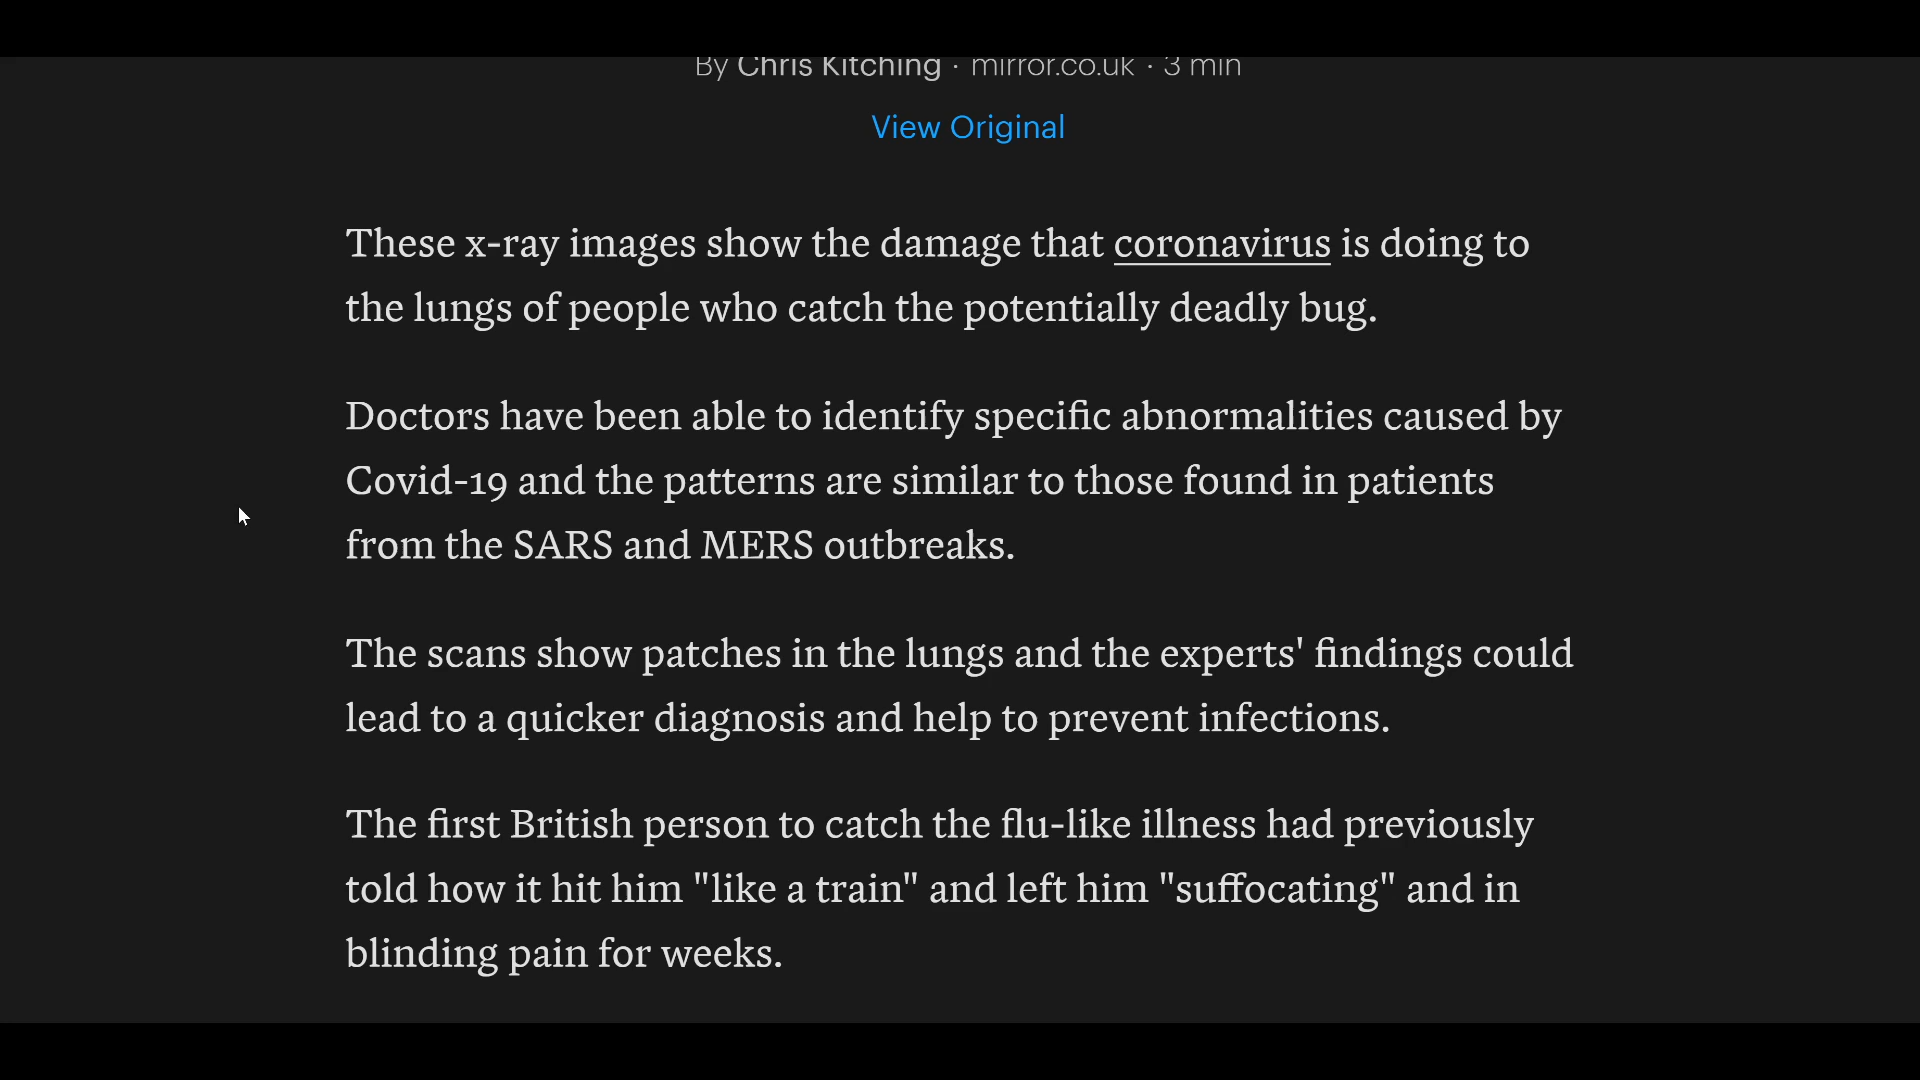 By Chris Kitching · mirror.co.uk · 3 min
View Original
These x-ray images show the damage that coronavirus is doing to
the lungs of people who catch the potentially deadly bug.
Doctors have been able to identify specific abnormalities caused by
Covid-19 and the patterns are similar to those found in patients
from the SARS and MERS outbreaks.
The scans show patches in the lungs and the experts' findings could
lead to a quicker diagnosis and help to prevent infections.
The first British person to catch the flu-like illness had previously
told how it hit him "like a train" and left him "suffocating" and in
blinding pain for weeks.